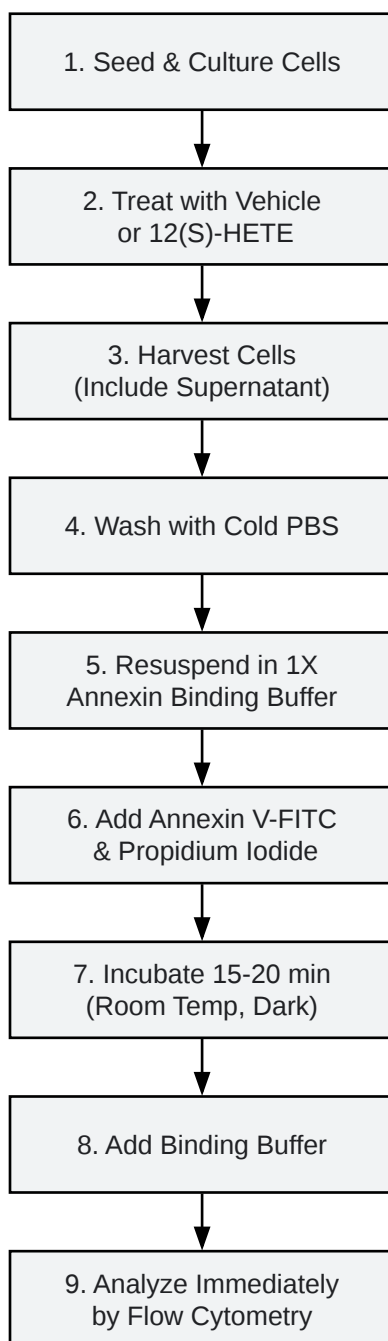 1. Seed & Culture Cells
2. Treat with Vehicle
or 12(S)-HETE
3. Harvest Cells
(Include Supernatant)
4. Wash with Cold PBS
5. Resuspend in 1X
Annexin Binding Buffer
6. Add Annexin V-FITC
& Propidium Iodide
7. Incubate 15-20 min
(Room Temp, Dark)
8. Add Binding Buffer
9. Analyze Immediately
by Flow Cytometry